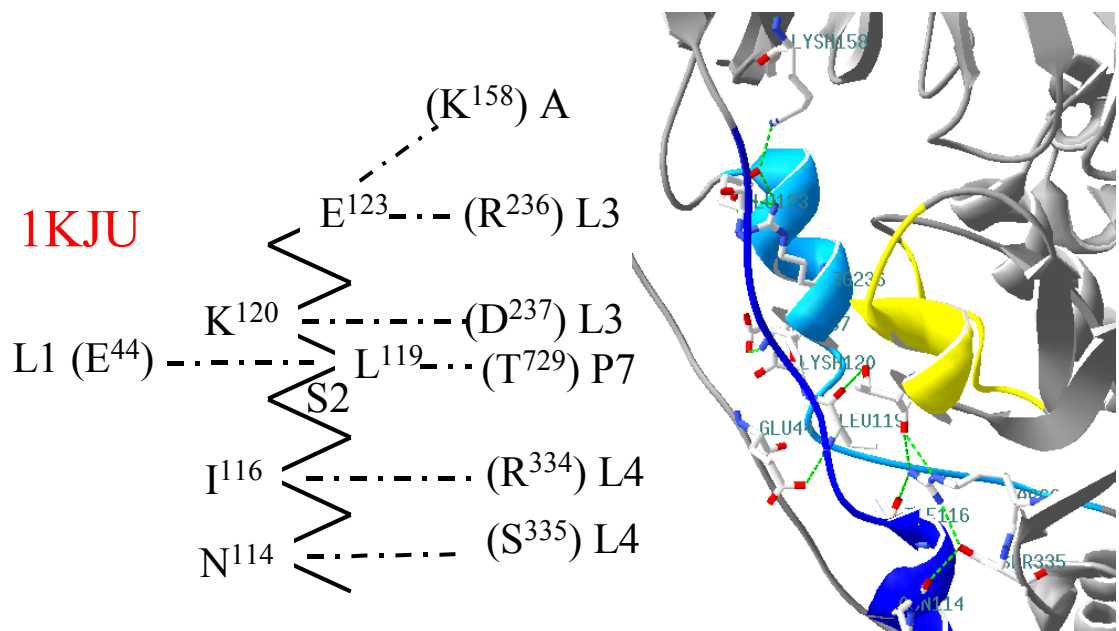 (K158) A
E123 (R236) L3
1KJU
K120 (D237) L3
L1 (E44) L119 (T729) P7
S2
I116 (R334) L4
N114 (S335) L4
LYSH158
LYSH120
GLU44
LEU119
SER335
ASN114